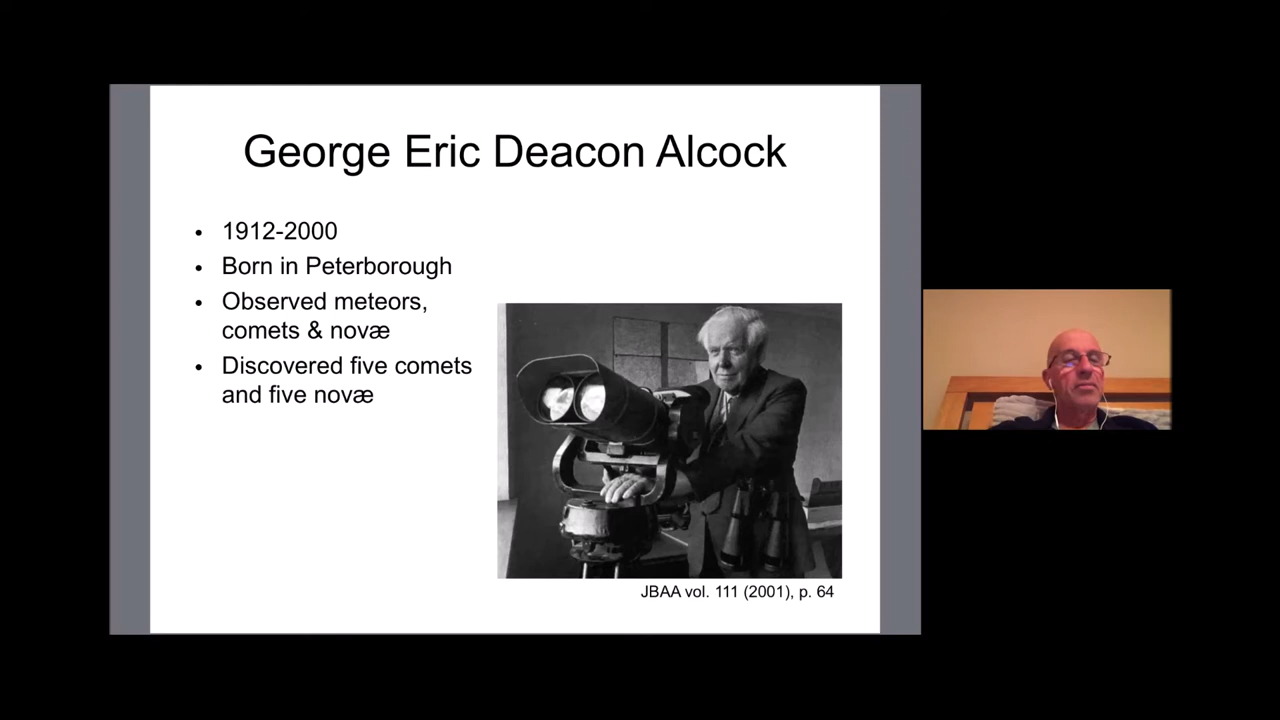 George Eric Deacon Alcock
• 1912-2000
• Born in Peterborough
• Observed meteors,
comets & novæ
• Discovered five comets
and five novæ
JBAA vol. 111 (2001), p. 64